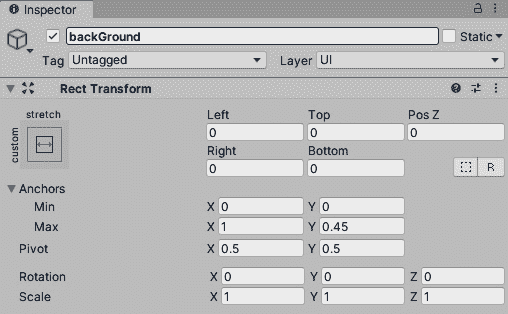 Inspector
backGround
Static
Tag Untagged Layer UI
Rect Transform
stretch
custom
Left Top Pos Z
0 0 0
Right Bottom
0 0
R
Anchors
Min X 0 Y 0
Max X 1 Y 0.45
Pivot X 0.5 Y 0.5
Rotation X 0 Y 0 Z 0
Scale X 1 Y 1 Z 1